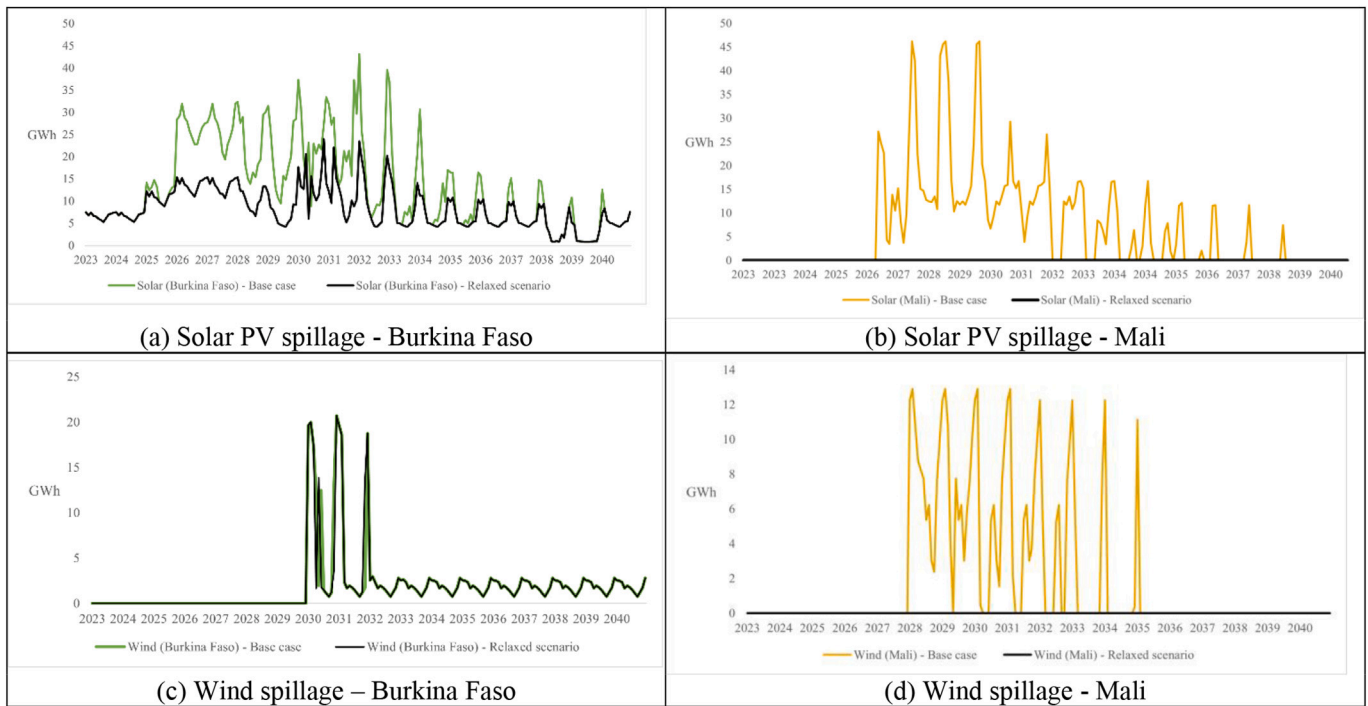 50
45
40
35
30
GWh
25
20
15
10
5
0
2023 2024 2025 2026 2027 2028 2029 2030 2031 2032 2033 2034 2035 2036 2037 2038 2039 2040
Solar (Burkina Faso) - Base case Solar (Burkina Faso) - Relaxed scenario
(a) Solar PV spillage - Burkina Faso
50
45
40
35
30
GWh
25
20
15
10
5
0
2023 2024 2025 2026 2027 2028 2029 2030 2031 2032 2033 2034 2035 2036 2037 2038 2039 2040
Solar (Mali) - Base case Solar (Mali) - Relaxed scenario
(b) Solar PV spillage - Mali
25
20
15
GWh
10
5
0
2023 2024 2025 2026 2027 2028 2029 2030 2031 2032 2033 2034 2035 2036 2037 2038 2039 2040
Wind (Burkina Faso) - Base case Wind (Burkina Faso) - Relaxed scenario
(c) Wind spillage – Burkina Faso
14
12
10
8
GWh
6
4
2
0
2023 2024 2025 2026 2027 2028 2029 2030 2031 2032 2033 2034 2035 2036 2037 2038 2039 2040
Wind (Mali) - Base case Wind (Mali) - Relaxed scenario
(d) Wind spillage - Mali